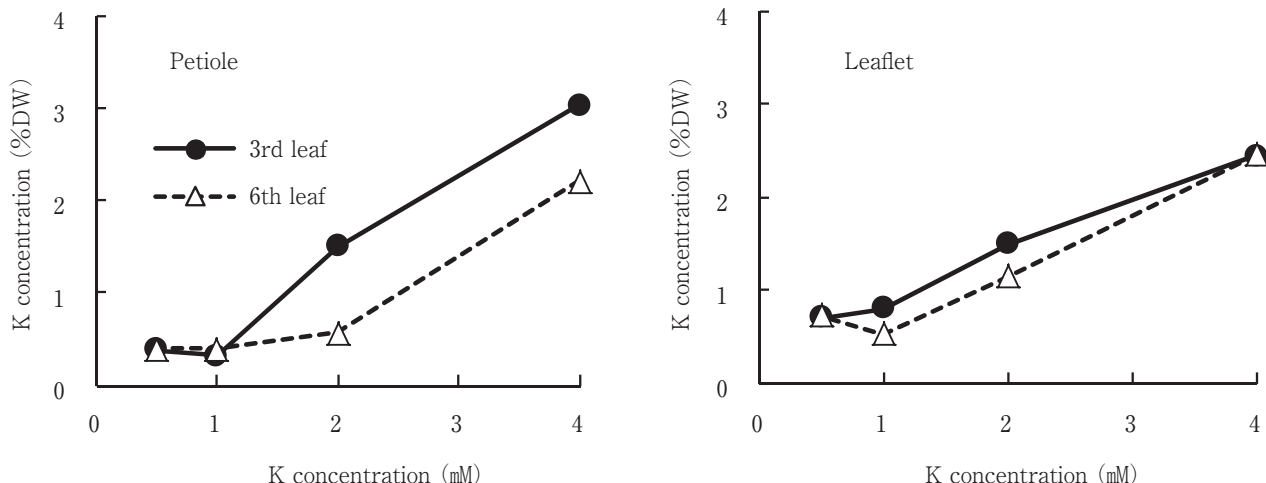 4
3
2
1
0
K concentration (%DW)
Petiole
3rd leaf
6th leaf
0 1 2 3 4
K concentration (mM)
4
3
2
1
0
K concentration (%DW)
Leaflet
0 1 2 3 4
K concentration (mM)